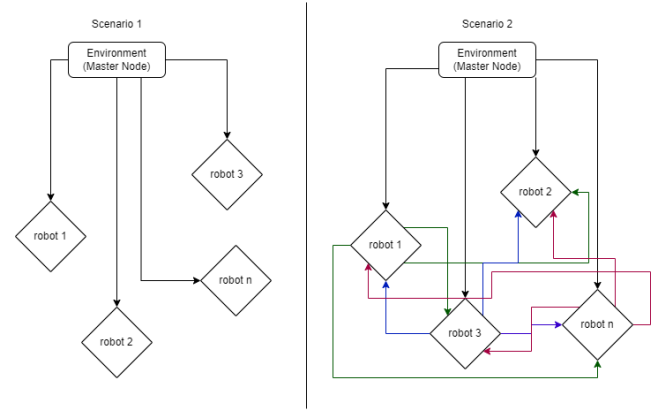 Scenario 1
Environment
(Master Node)
robot 3
robot 1
robot n
robot 2
Scenario 2
Environment
(Master Node)
robot 2
robot 1
robot 3
robot n